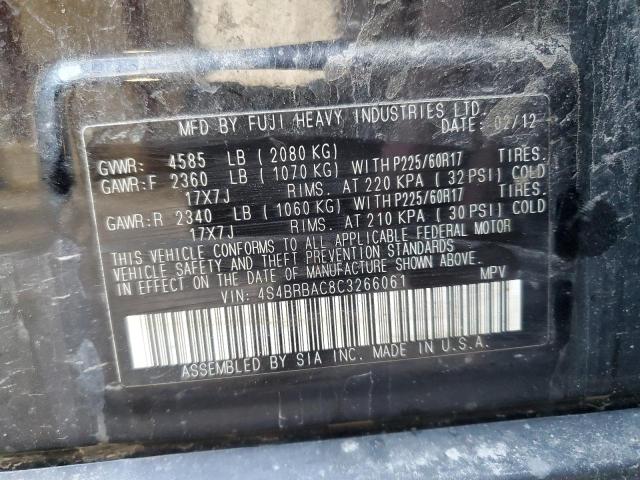 MFD BY FUJI HEAVY INDUSTRIES LTD.
DATE: 02/12
GVWR: 4585 LB ( 2080 KG)
GAWR:F 2360 LB ( 1070 KG) WITH P225/60R17 TIRES.
17X7J RIMS. AT 220 KPA ( 32 PSI) COLD
GAWR:R 2340 LB ( 1060 KG) WITH P225/60R17 TIRES.
17X7J RIMS. AT 210 KPA ( 30 PSI) COLD
THIS VEHICLE CONFORMS TO ALL APPLICABLE FEDERAL MOTOR
VEHICLE SAFETY AND THEFT PREVENTION STANDARDS
IN EFFECT ON THE DATE OF MANUFACTURE SHOWN ABOVE.
VIN: 4S4BRBAC8C3266061 MPV
ASSEMBLED BY SIA INC. MADE IN U.S.A.